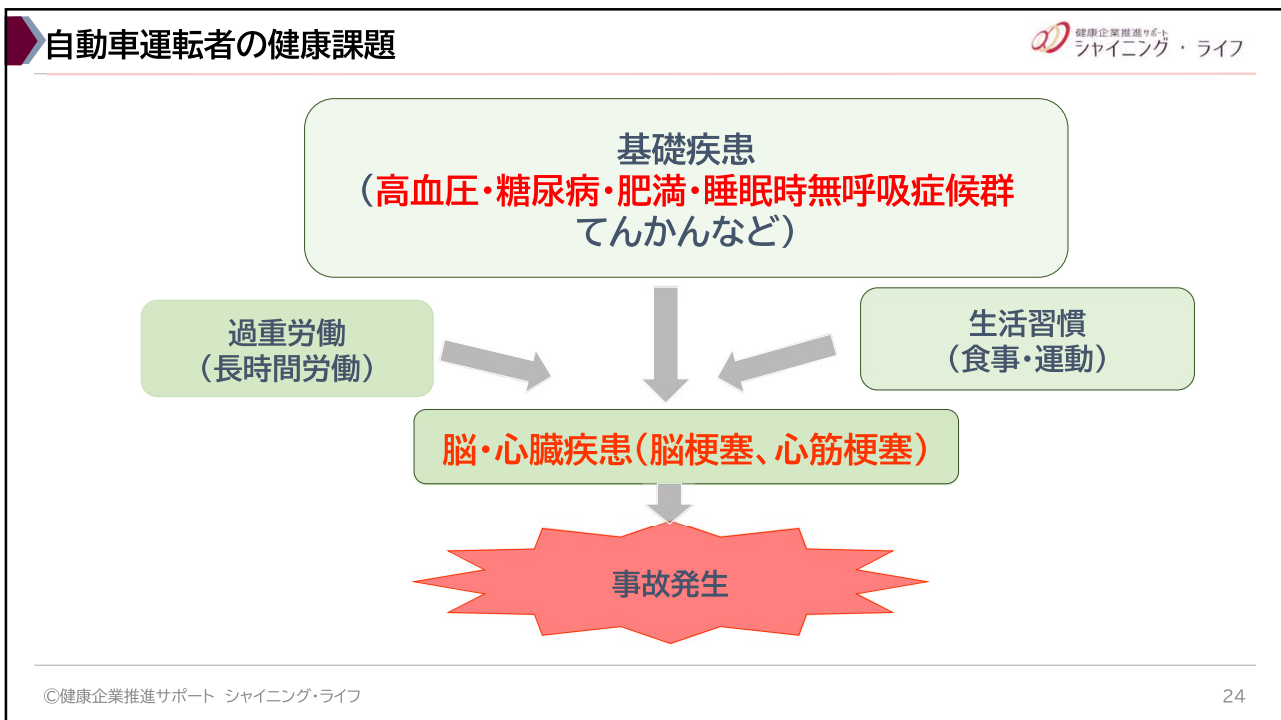 自動車運転者の健康課題
健康企業推進サポート
シャイニング・ライフ
基礎疾患
（高血圧・糖尿病・肥満・睡眠時無呼吸症候群
てんかんなど）
過重労働
（長時間労働）
生活習慣
（食事・運動）
脳・心臓疾患（脳梗塞、心筋梗塞）
事故発生
©健康企業推進サポート シャイニング・ライフ
24